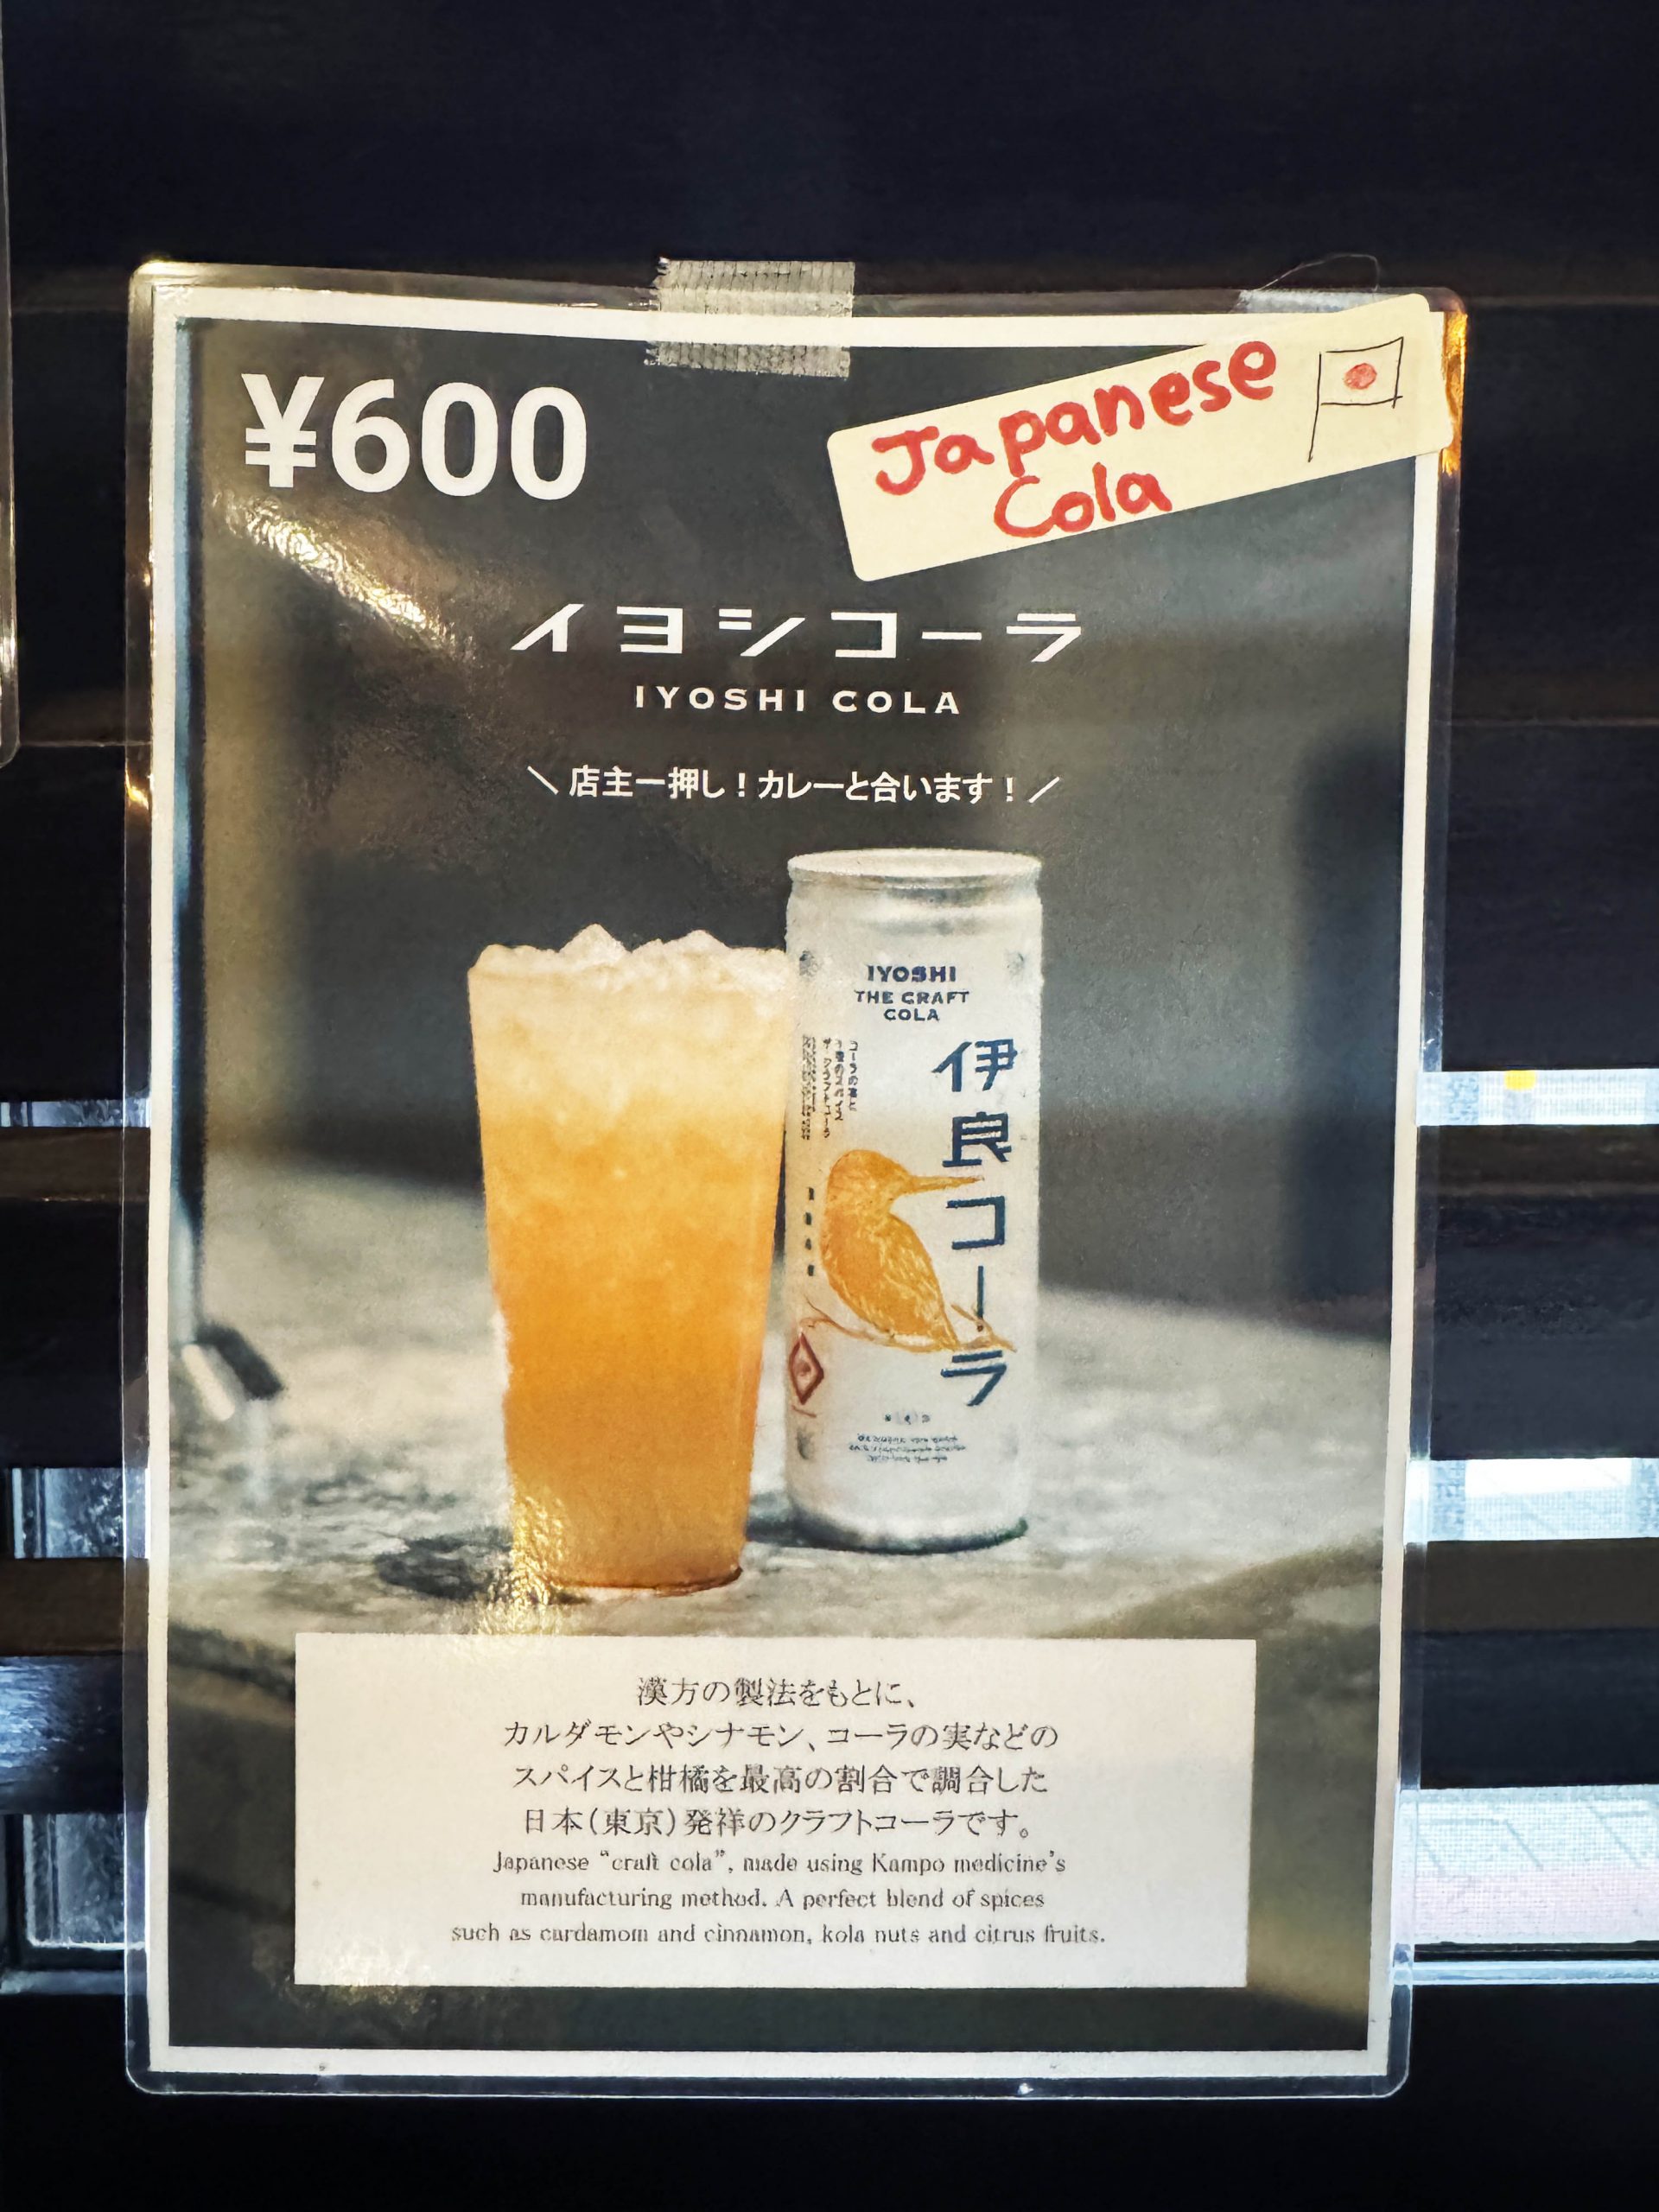 ¥600
Japanese
Cola
イヨシコーラ
IYOSHI COLA
＼店主一押し！カレーと合います！／
IYOSHI
THE CRAFT
COLA
伊良コーラ
漢方の製法をもとに、
カルダモンやシナモン、コーラの実などの
スパイスと柑橘を最高の割合で調合した
日本(東京)発祥のクラフトコーラです。
Japanese “craft cola”, made using Kampo medicine’s
manufacturing method. A perfect blend of spices
such as cardamom and cinnamon, kola nuts and citrus fruits.